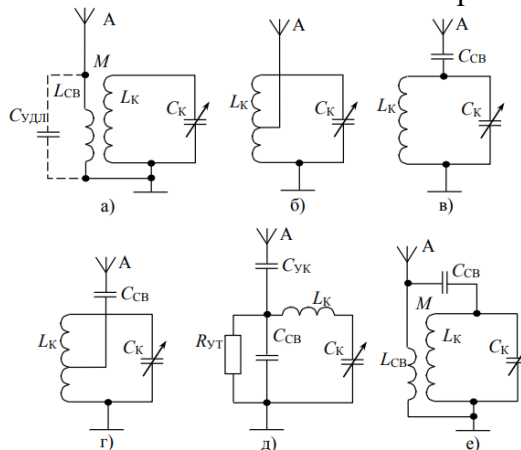 А А А
M CСВ
LСВ
CУДЛ LК CК LК CК LК CК
а) б) в)
А А А
CСВ CУК CСВ
LК M
LК CК RУТ CСВ CК LСВ LК CК
г) д) е)